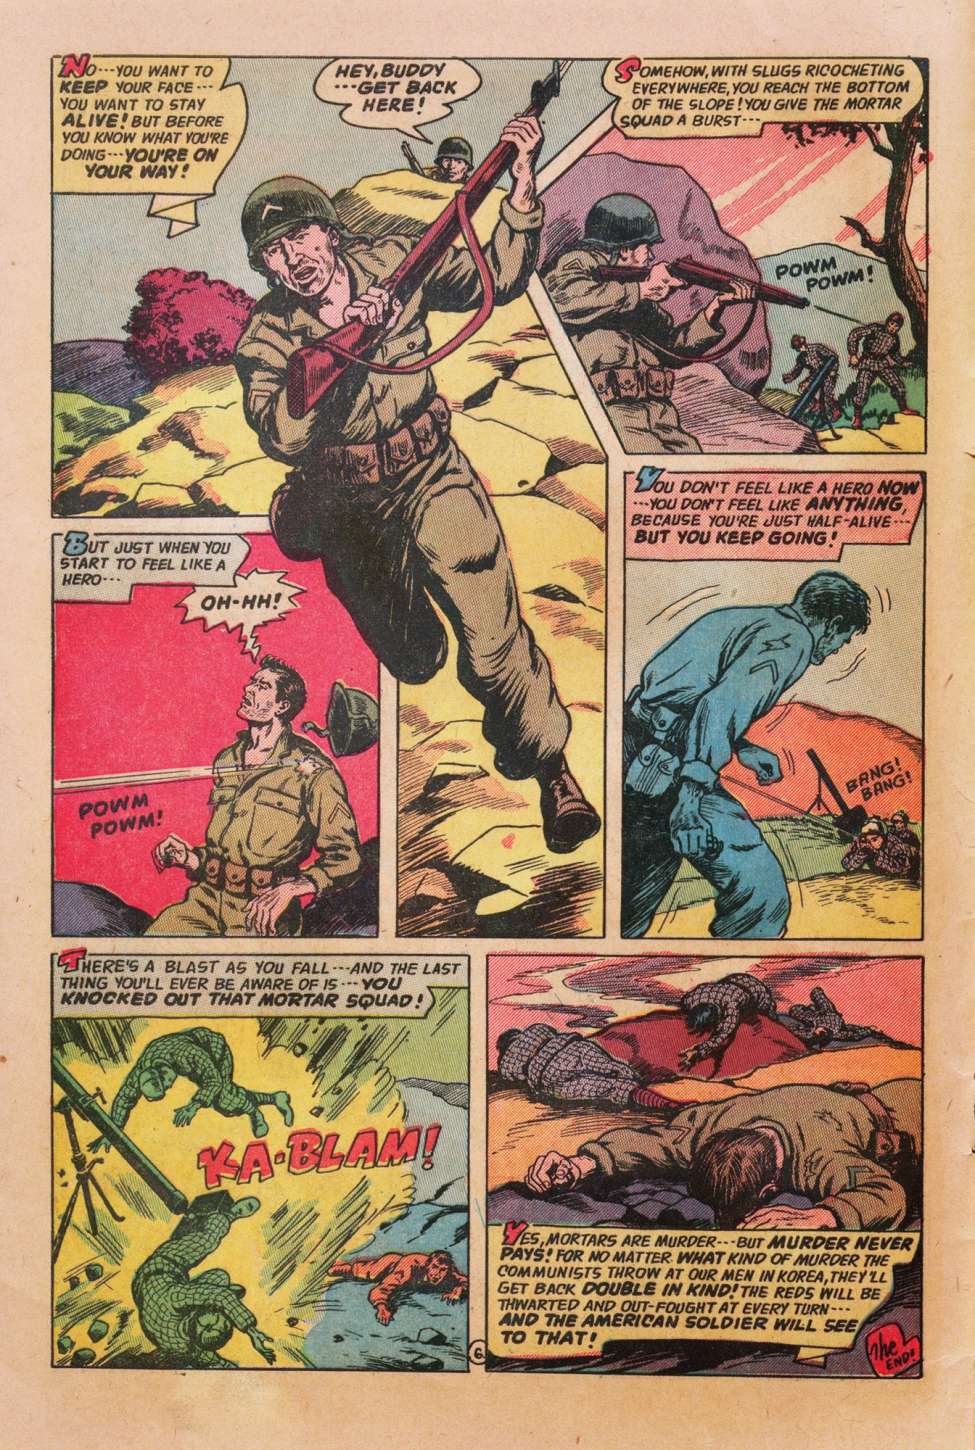 NO---YOU WANT TO
KEEP YOUR FACE---
YOU WANT TO STAY
ALIVE! BUT BEFORE
YOU KNOW WHAT YOU'RE
DOING---YOU'RE ON
YOUR WAY!
HEY, BUDDY
---GET BACK
HERE!
SOMEHOW, WITH SLUGS RICOCHETING
EVERYWHERE, YOU REACH THE BOTTOM
OF THE SLOPE! YOU GIVE THE MORTAR
SQUAD A BURST---
POWM
POWM!
BUT JUST WHEN YOU
START TO FEEL LIKE A
HERO---
OH-HH!
POWM
POWM!
YOU DON'T FEEL LIKE A HERO NOW
---YOU DON'T FEEL LIKE ANYTHING,
BECAUSE YOU'RE JUST HALF-ALIVE---
BUT YOU KEEP GOING!
BANG!
BANG!
THERE'S A BLAST AS YOU FALL---AND THE LAST
THING YOU'LL EVER BE AWARE OF IS---YOU
KNOCKED OUT THAT MORTAR SQUAD!
KA-BLAM!
6
YES, MORTARS ARE MURDER---BUT MURDER NEVER
PAYS! FOR NO MATTER WHAT KIND OF MURDER THE
COMMUNISTS THROW AT OUR MEN IN KOREA, THEY'LL
GET BACK DOUBLE IN KIND! THE REDS WILL BE
THWARTED AND OUT-FOUGHT AT EVERY TURN---
AND THE AMERICAN SOLDIER WILL SEE
TO THAT!
The
END!